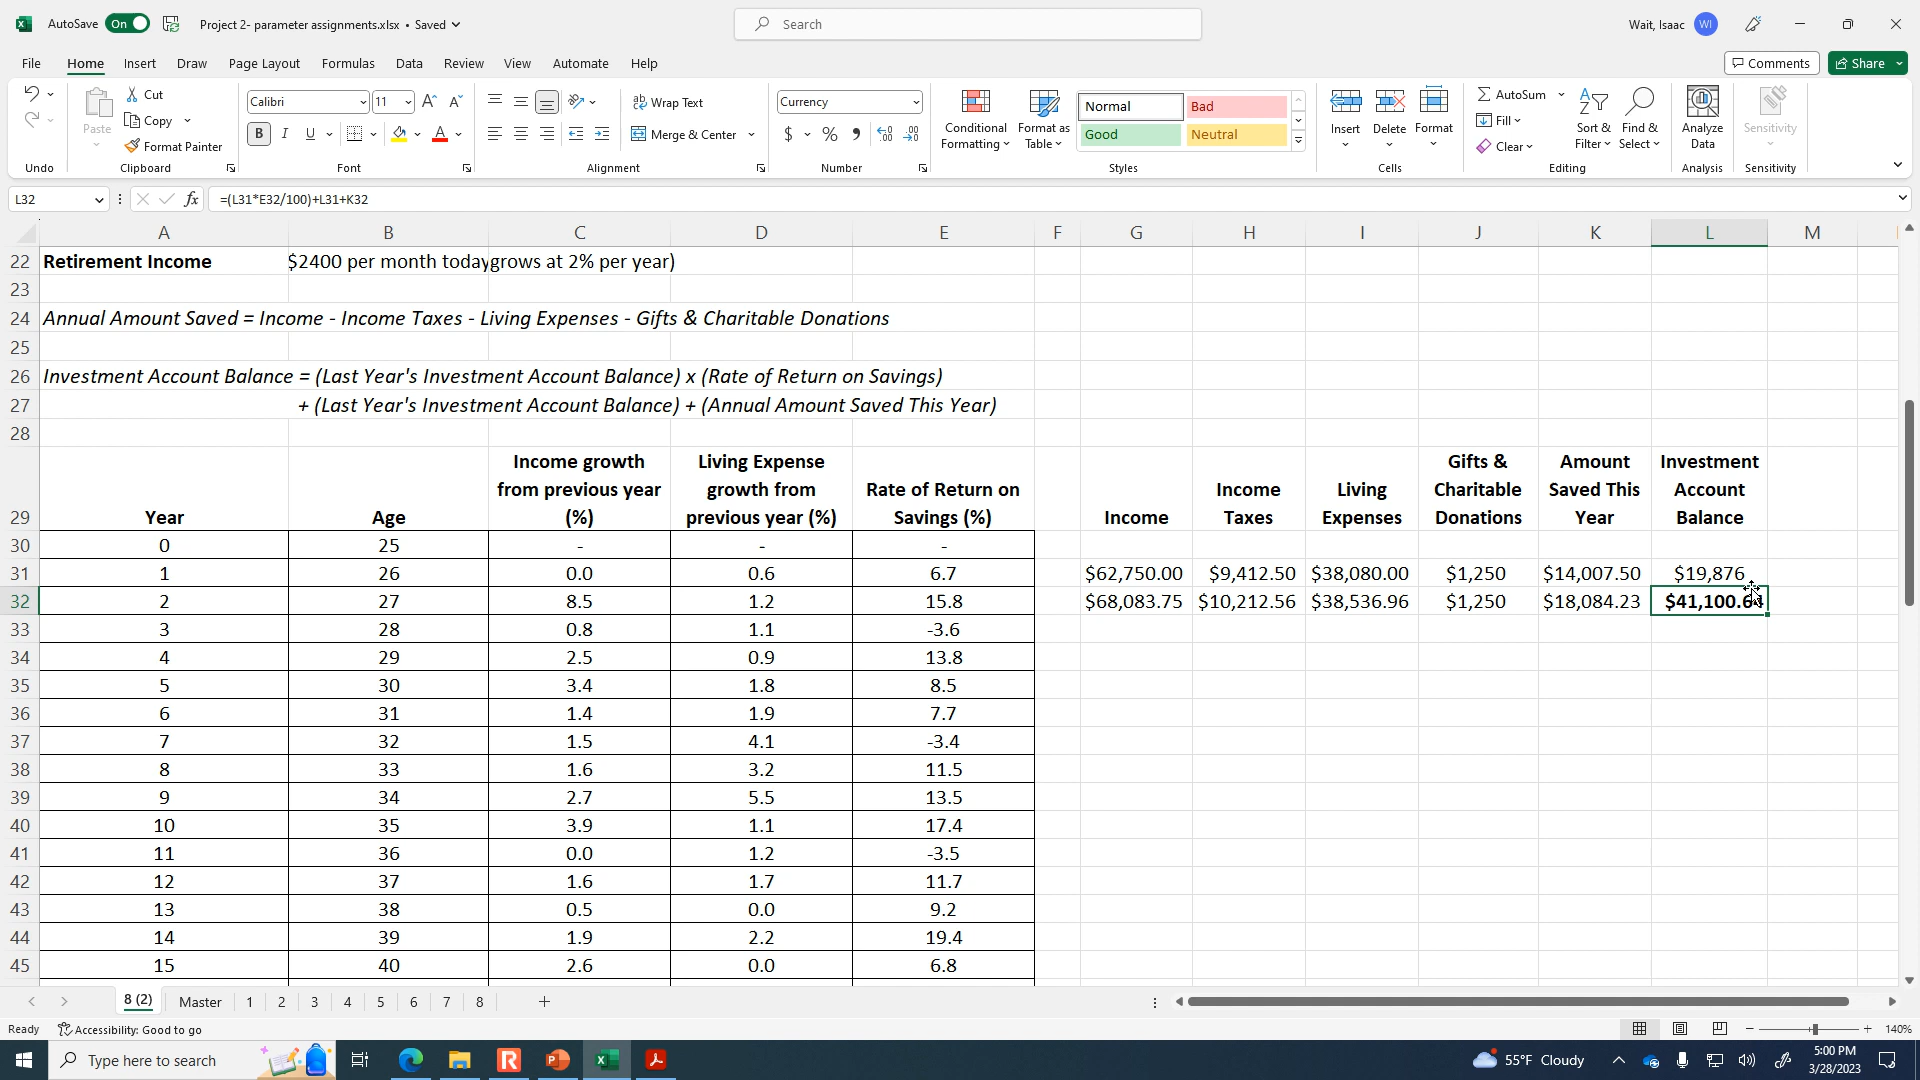 AutoSave On Project 2- parameter assignments.xlsx • Saved Search Wait, Isaac WI
File Home Insert Draw Page Layout Formulas Data Review View Automate Help Comments Share
Cut Calibri 11 Wrap Text Currency Normal Bad AutoSum
Paste Copy Format Painter B I U Merge & Center $ % Conditional Formatting Format as Table Good Neutral Insert Delete Format Fill Clear Sort & Filter Find & Select Analyze Data Sensitivity
Undo Clipboard Font Alignment Number Styles Cells Editing Analysis Sensitivity
L32 fx =(L31*E32/100)+L31+K32
A B C D E F G H I J K L M
22 Retirement Income $2400 per month today grows at 2% per year)
23
24 Annual Amount Saved = Income - Income Taxes - Living Expenses - Gifts & Charitable Donations
25
26 Investment Account Balance = (Last Year's Investment Account Balance) x (Rate of Return on Savings)
27 + (Last Year's Investment Account Balance) + (Annual Amount Saved This Year)
28
29 Year Age Income growth from previous year (%) Living Expense growth from previous year (%) Rate of Return on Savings (%) Income Income Taxes Living Expenses Gifts & Charitable Donations Amount Saved This Year Investment Account Balance
30 0 25 - - -
31 1 26 0.0 0.6 6.7 $62,750.00 $9,412.50 $38,080.00 $1,250 $14,007.50 $19,876
32 2 27 8.5 1.2 15.8 $68,083.75 $10,212.56 $38,536.96 $1,250 $18,084.23 $41,100.64
33 3 28 0.8 1.1 -3.6
34 4 29 2.5 0.9 13.8
35 5 30 3.4 1.8 8.5
36 6 31 1.4 1.9 7.7
37 7 32 1.5 4.1 -3.4
38 8 33 1.6 3.2 11.5
39 9 34 2.7 5.5 13.5
40 10 35 3.9 1.1 17.4
41 11 36 0.0 1.2 -3.5
42 12 37 1.6 1.7 11.7
43 13 38 0.5 0.0 9.2
44 14 39 1.9 2.2 19.4
45 15 40 2.6 0.0 6.8
8 (2) Master 1 2 3 4 5 6 7 8
Ready Accessibility: Good to go 140%
Type here to search 55°F Cloudy 5:00 PM
3/28/2023